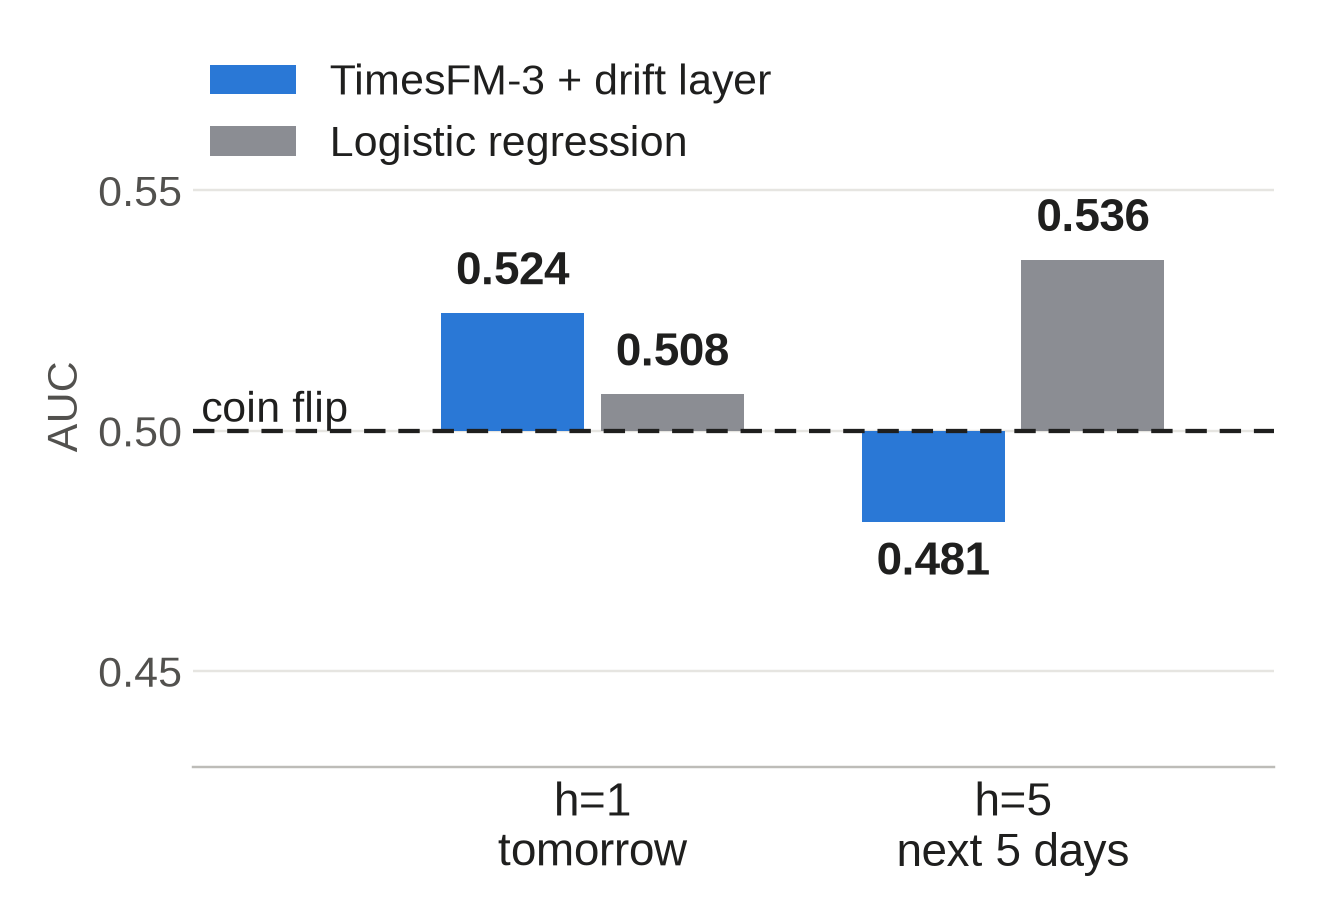 TimesFM-3 + drift layer
Logistic regression
0.55
0.536
0.524
0.508
coin flip
AUC
0.50
0.481
0.45
h=1
tomorrow
h=5
next 5 days